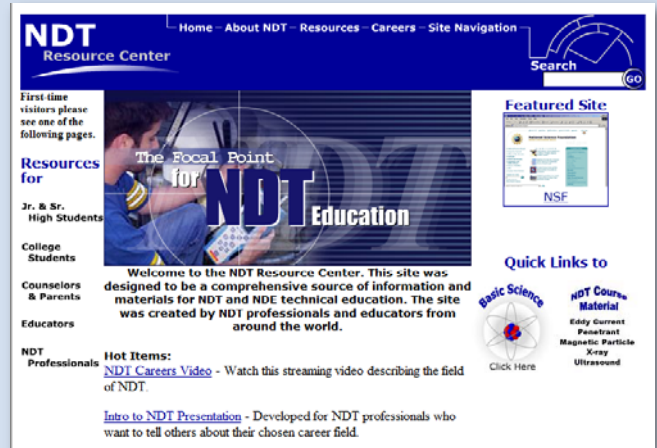 NDT
Resource Center
Home – About NDT – Resources – Careers – Site Navigation
Search
GO
First-time
visitors please
see one of the
following pages.
Resources
for
Jr. & Sr.
High Students
College
Students
Counselors
& Parents
Educators
NDT
Professionals
The Focal Point
for NDT Education
Welcome to the NDT Resource Center. This site was
designed to be a comprehensive source of information and
materials for NDT and NDE technical education. The site
was created by NDT professionals and educators from
around the world.
Hot Items:
NDT Careers Video - Watch this streaming video describing the field
of NDT.
Intro to NDT Presentation - Developed for NDT professionals who
want to tell others about their chosen career field.
Featured Site
NSF
Quick Links to
Basic Science
Click Here
NDT Course
Material
Eddy Current
Penetrant
Magnetic Particle
X-ray
Ultrasound